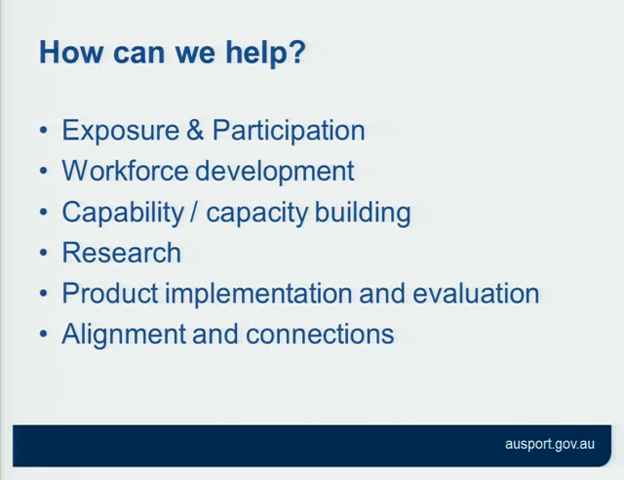 How can we help?
• Exposure & Participation
• Workforce development
• Capability / capacity building
• Research
• Product implementation and evaluation
• Alignment and connections
ausport.gov.au